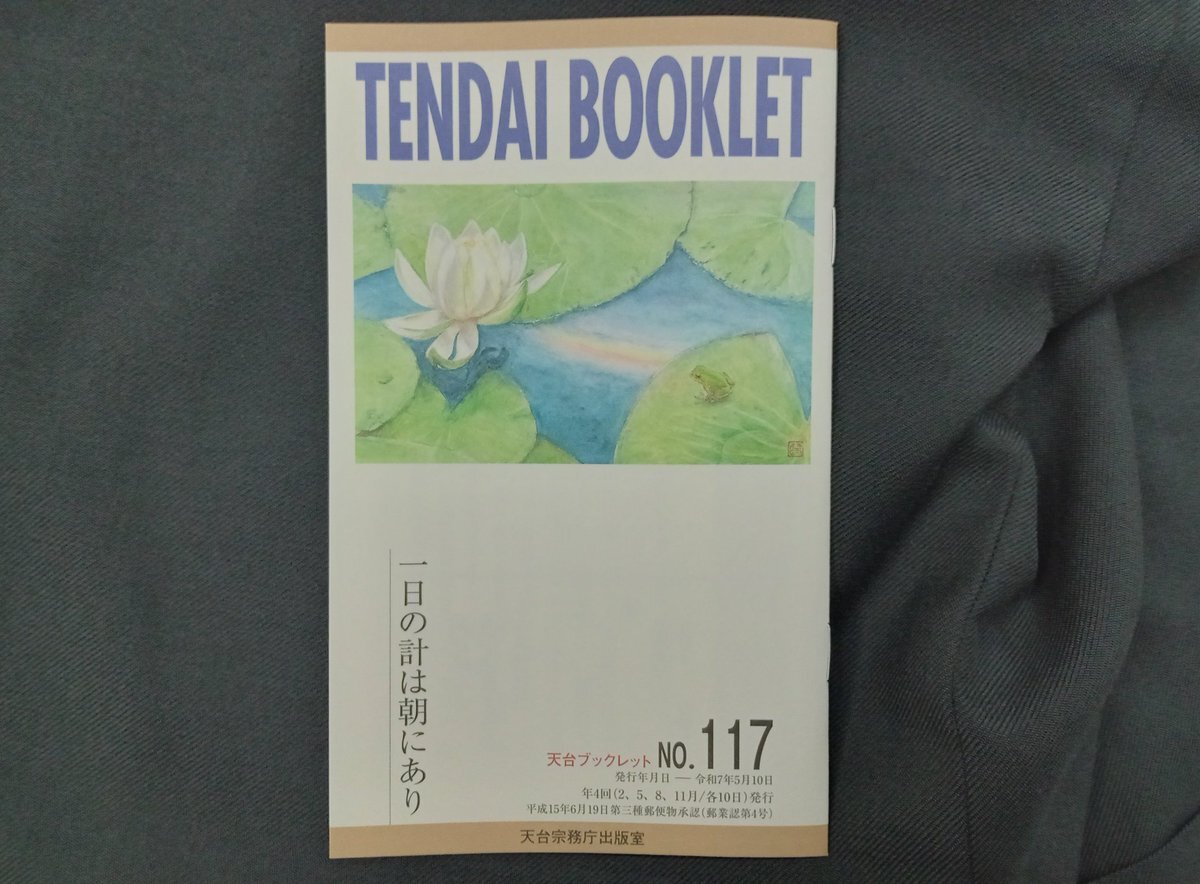 TENDAI BOOKLET
一日の計は朝にあり
天台ブックレット NO.117
発行年月日 — 令和7年5月10日
年4回(2、5、8、11月/各10日)発行
平成15年6月19日第三種郵便物承認(郵業認第4号)
天台宗務庁出版室